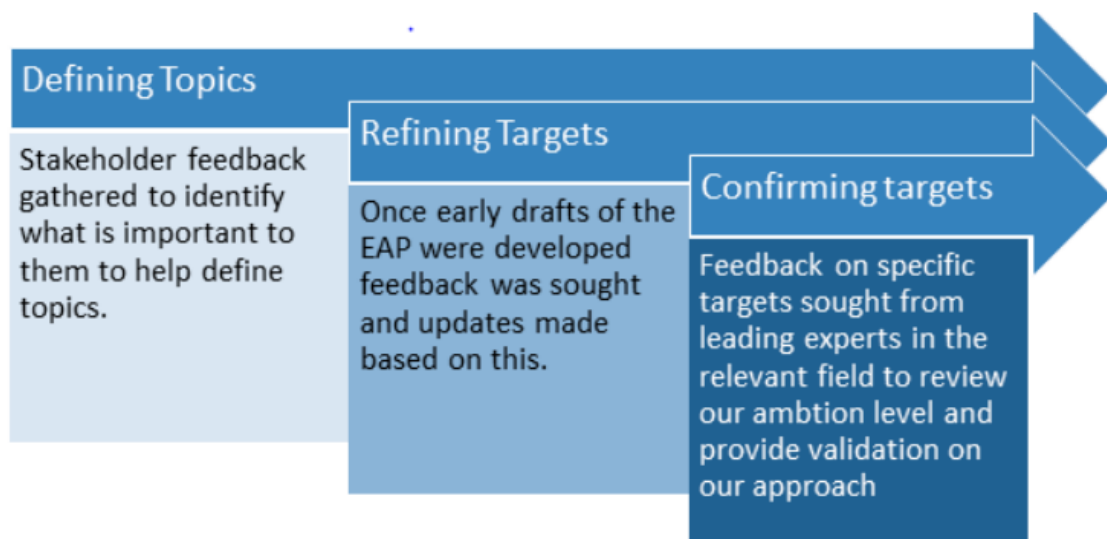 Defining Topics
Stakeholder feedback
gathered to identify
what is important to
them to help define
topics.
Refining Targets
Once early drafts of the
EAP were developed
feedback was sought
and updates made
based on this.
Confirming targets
Feedback on specific
targets sought from
leading experts in the
relevant field to review
our ambtion level and
provide validation on
our approach